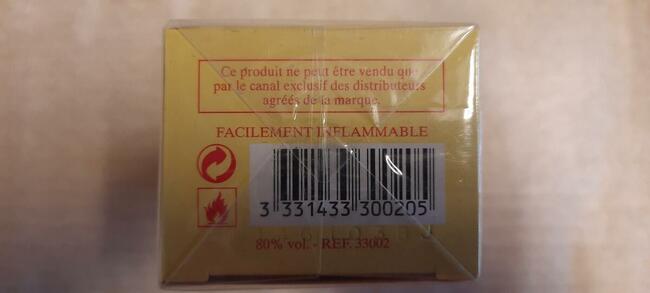 Ce produit ne peut être vendu que
par le canal exclusif des distributeurs
agréés de la marque.
FACILEMENT INFLAMMABLE
3 331433 300205
80% vol. - REF. 33002